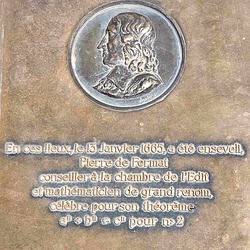 En ces lieux, le 13 Janvier 1665, a été enseveli,
Pierre de Fermat
conseiller à la chambre de l'Edit
et mathématicien de grand renom,
célèbre pour son théorème
aⁿ + bⁿ ≠ cⁿ pour n>2